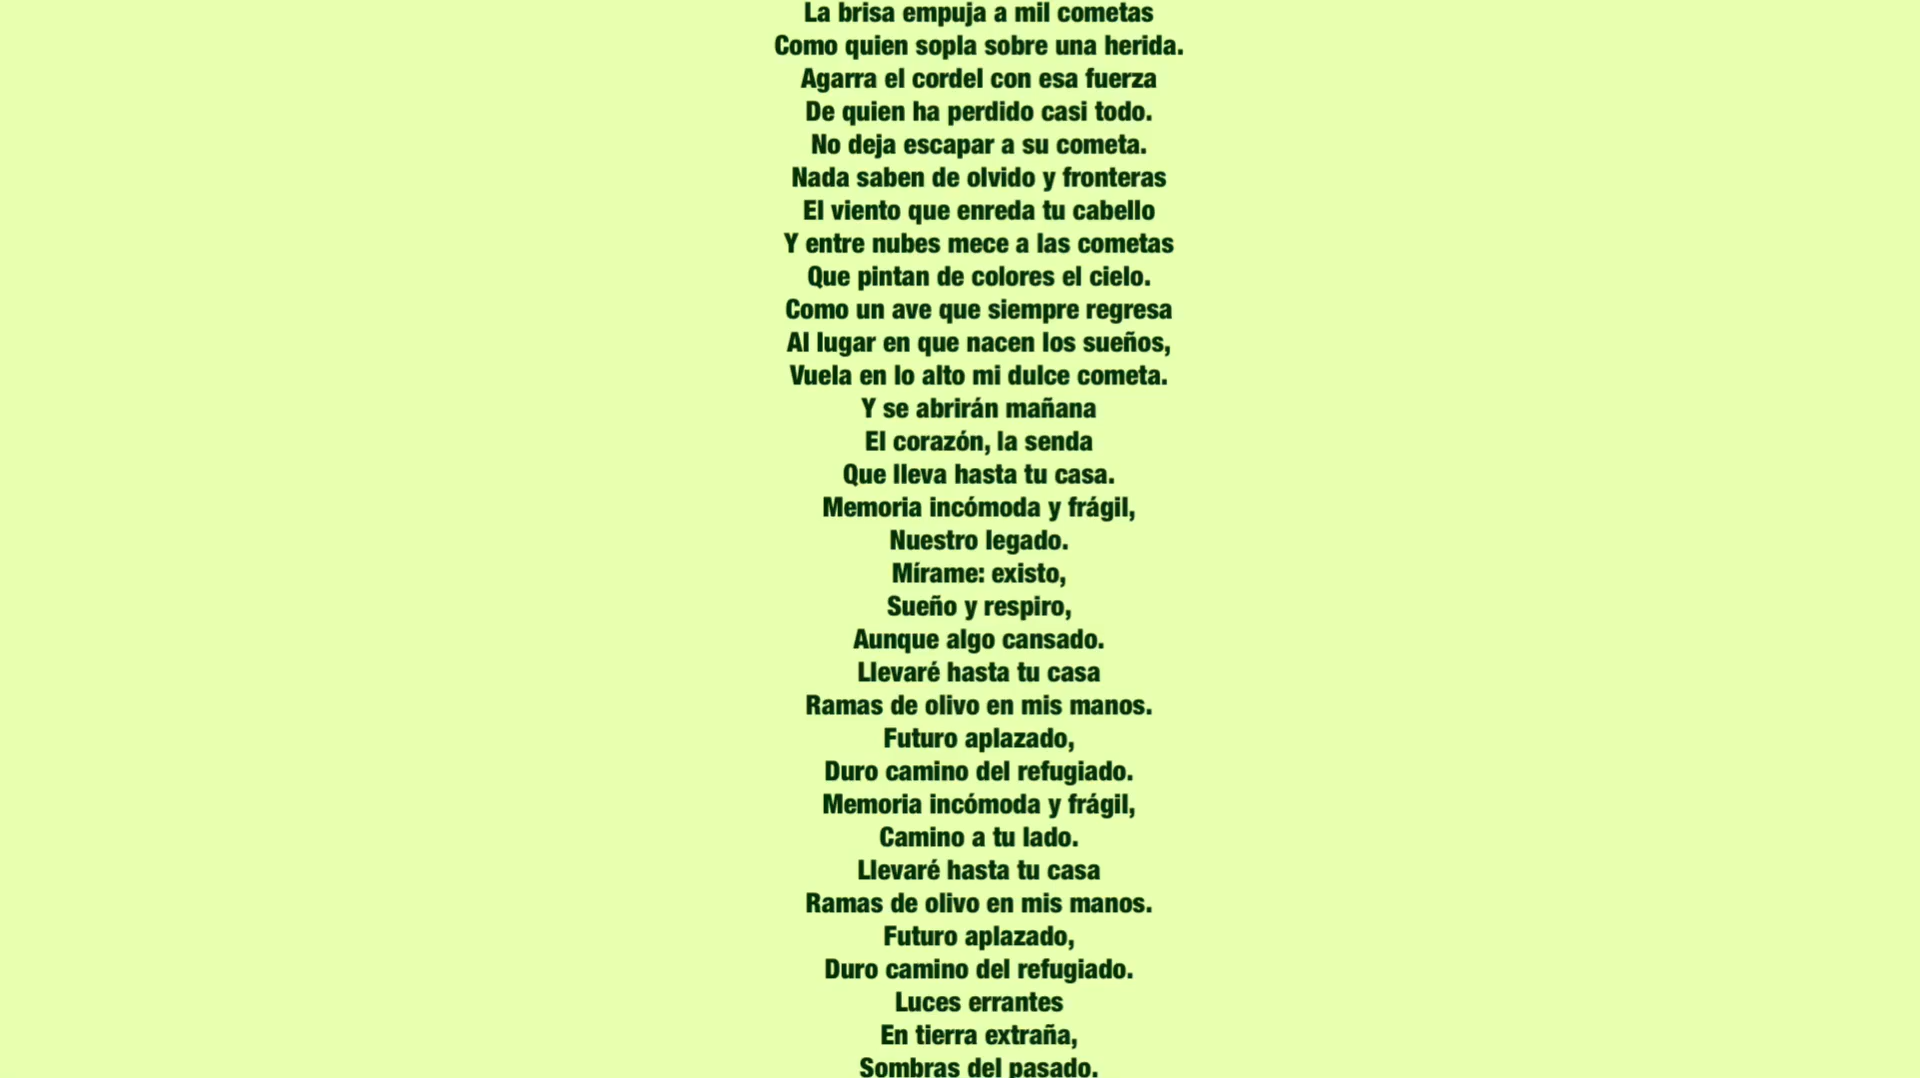 La brisa empuja a mil cometas
Como quien sopla sobre una herida.
Agarra el cordel con esa fuerza
De quien ha perdido casi todo.
No deja escapar a su cometa.
Nada saben de olvido y fronteras
El viento que enreda tu cabello
Y entre nubes mece a las cometas
Que pintan de colores el cielo.
Como un ave que siempre regresa
Al lugar en que nacen los sueños,
Vuela en lo alto mi dulce cometa.
Y se abrirán mañana
El corazón, la senda
Que lleva hasta tu casa.
Memoria incómoda y frágil,
Nuestro legado.
Mírame: existo,
Sueño y respiro,
Aunque algo cansado.
Llevaré hasta tu casa
Ramas de olivo en mis manos.
Futuro aplazado,
Duro camino del refugiado.
Memoria incómoda y frágil,
Camino a tu lado.
Llevaré hasta tu casa
Ramas de olivo en mis manos.
Futuro aplazado,
Duro camino del refugiado.
Luces errantes
En tierra extraña,
Sombras del pasado.